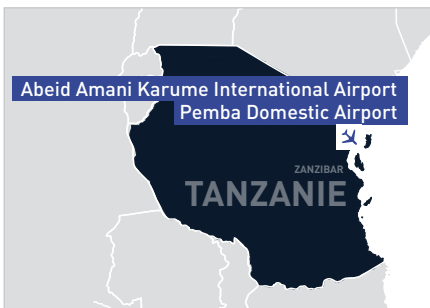 Abeid Amani Karume International Airport
Pemba Domestic Airport
ZANZIBAR
TANZANIE